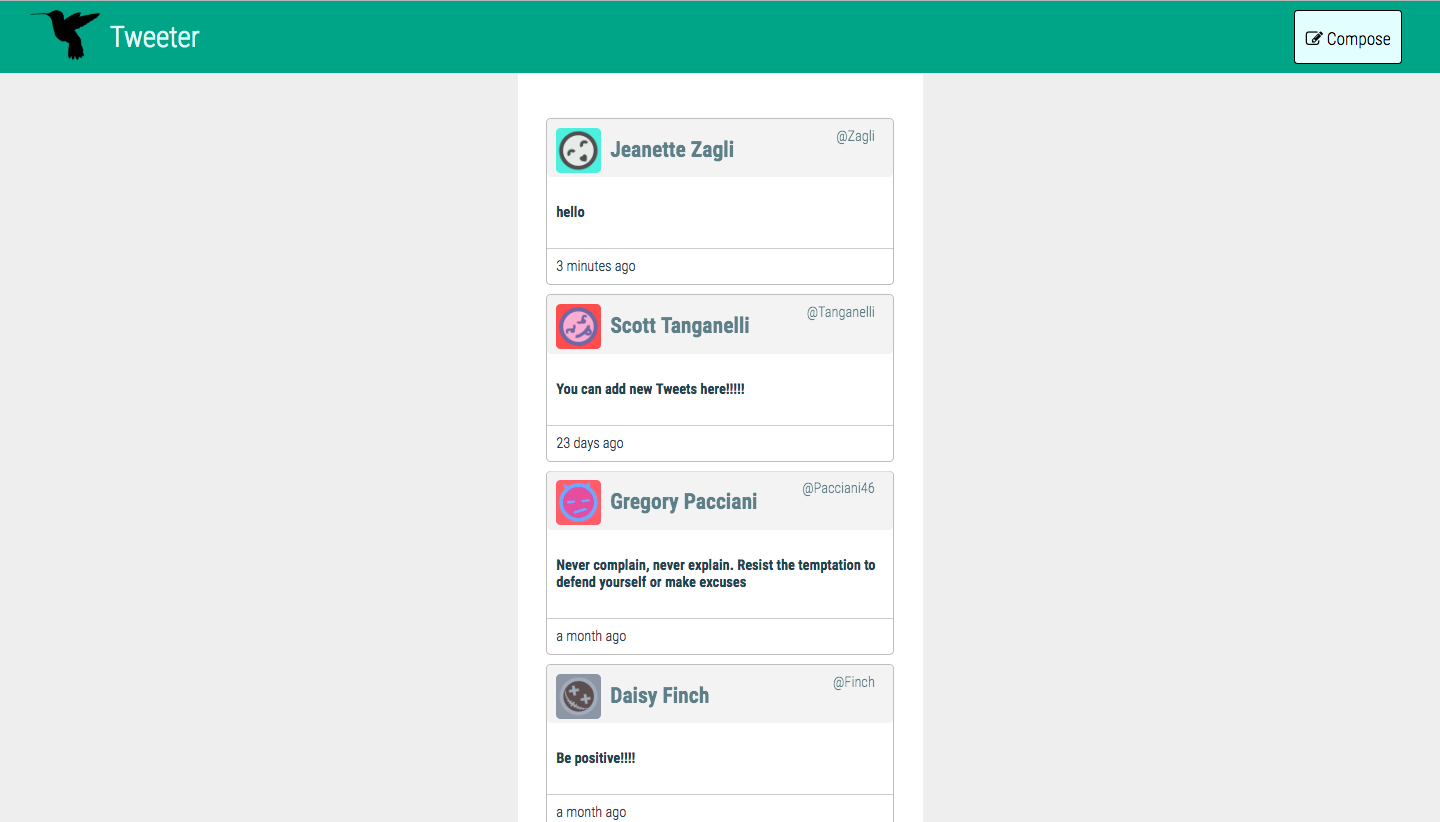 Tweeter
Compose
Jeanette Zagli
@Zagli
hello
3 minutes ago
Scott Tanganelli
@Tanganelli
You can add new Tweets here!!!!!
23 days ago
Gregory Pacciani
@Pacciani46
Never complain, never explain. Resist the temptation to
defend yourself or make excuses
a month ago
Daisy Finch
@Finch
Be positive!!!!
a month ago